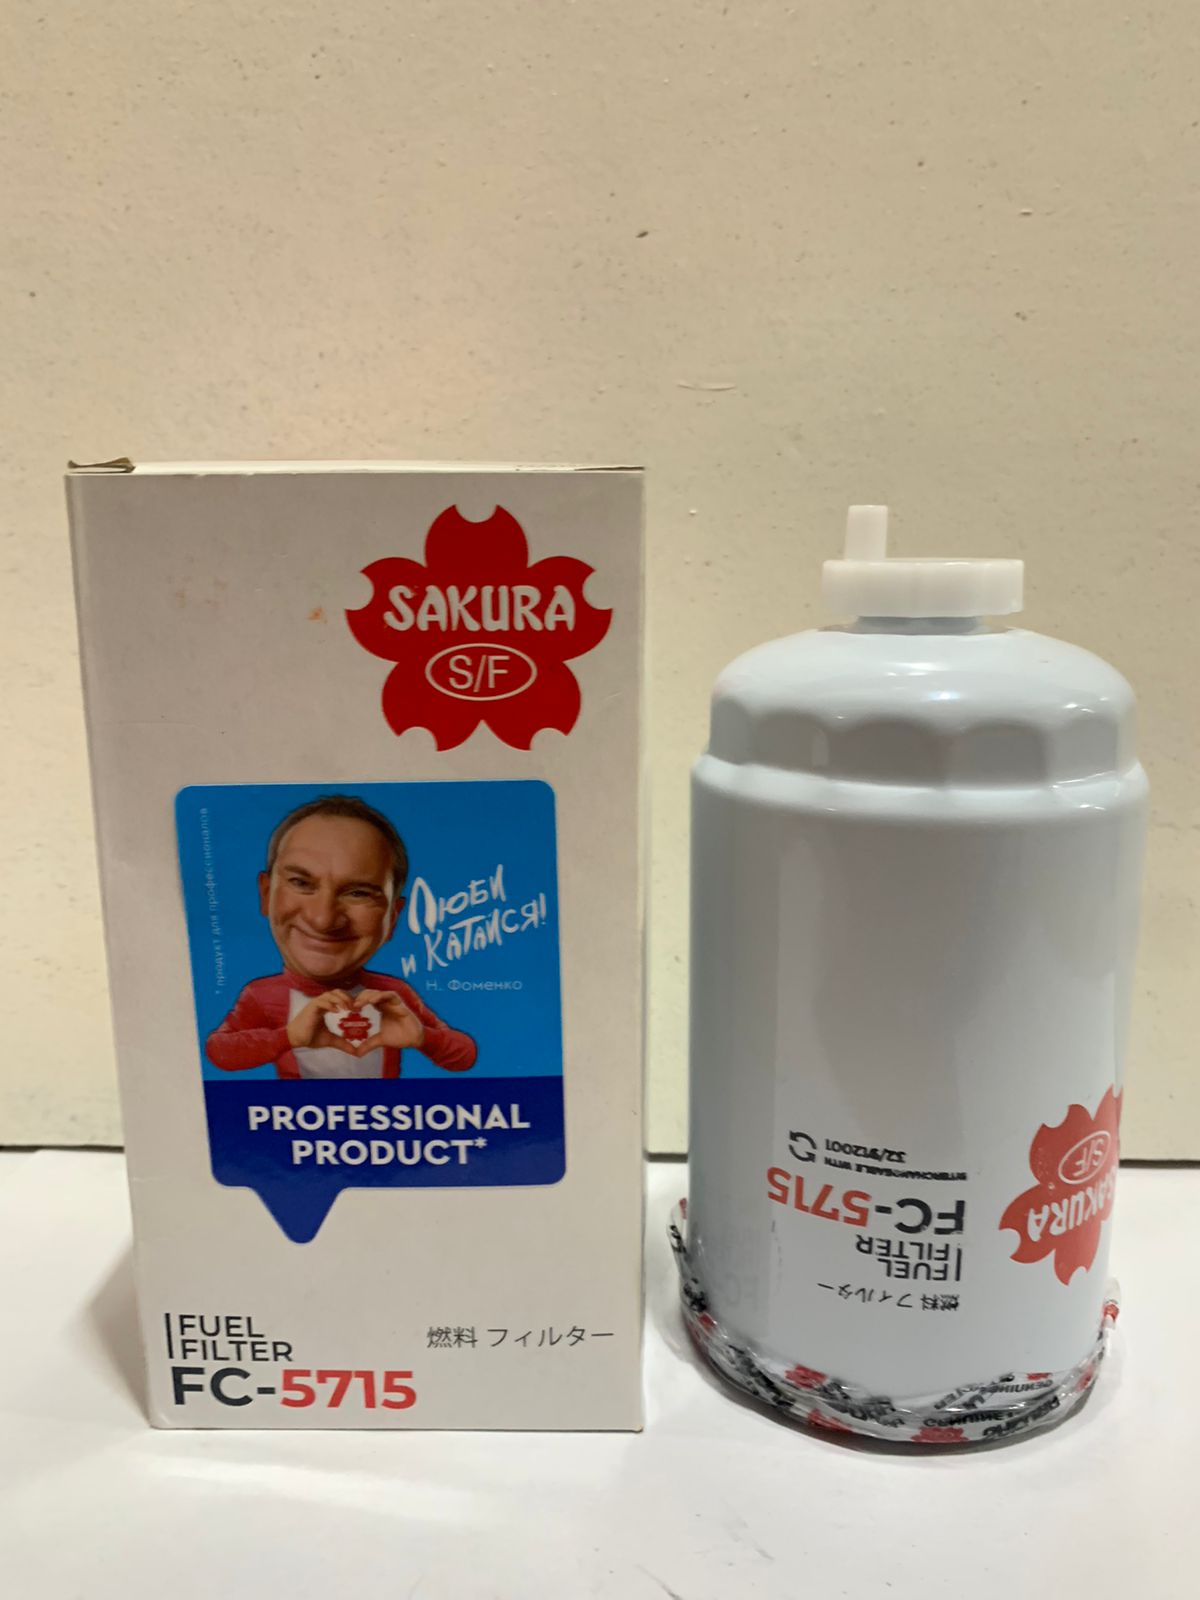 SAKURA
S/F
* продукт для профессионалов
ЛЮБИ
И КАТАЙСЯ!
Н. Фоменко
SAKURA
PROFESSIONAL
PRODUCT*
FUEL
FILTER
FC-5715
燃料 フィルター
燃料 フィルター
FUEL
FILTER
FC-5715
INTERCHANGEABLE WITH
32/912001
SAKURA
S/F